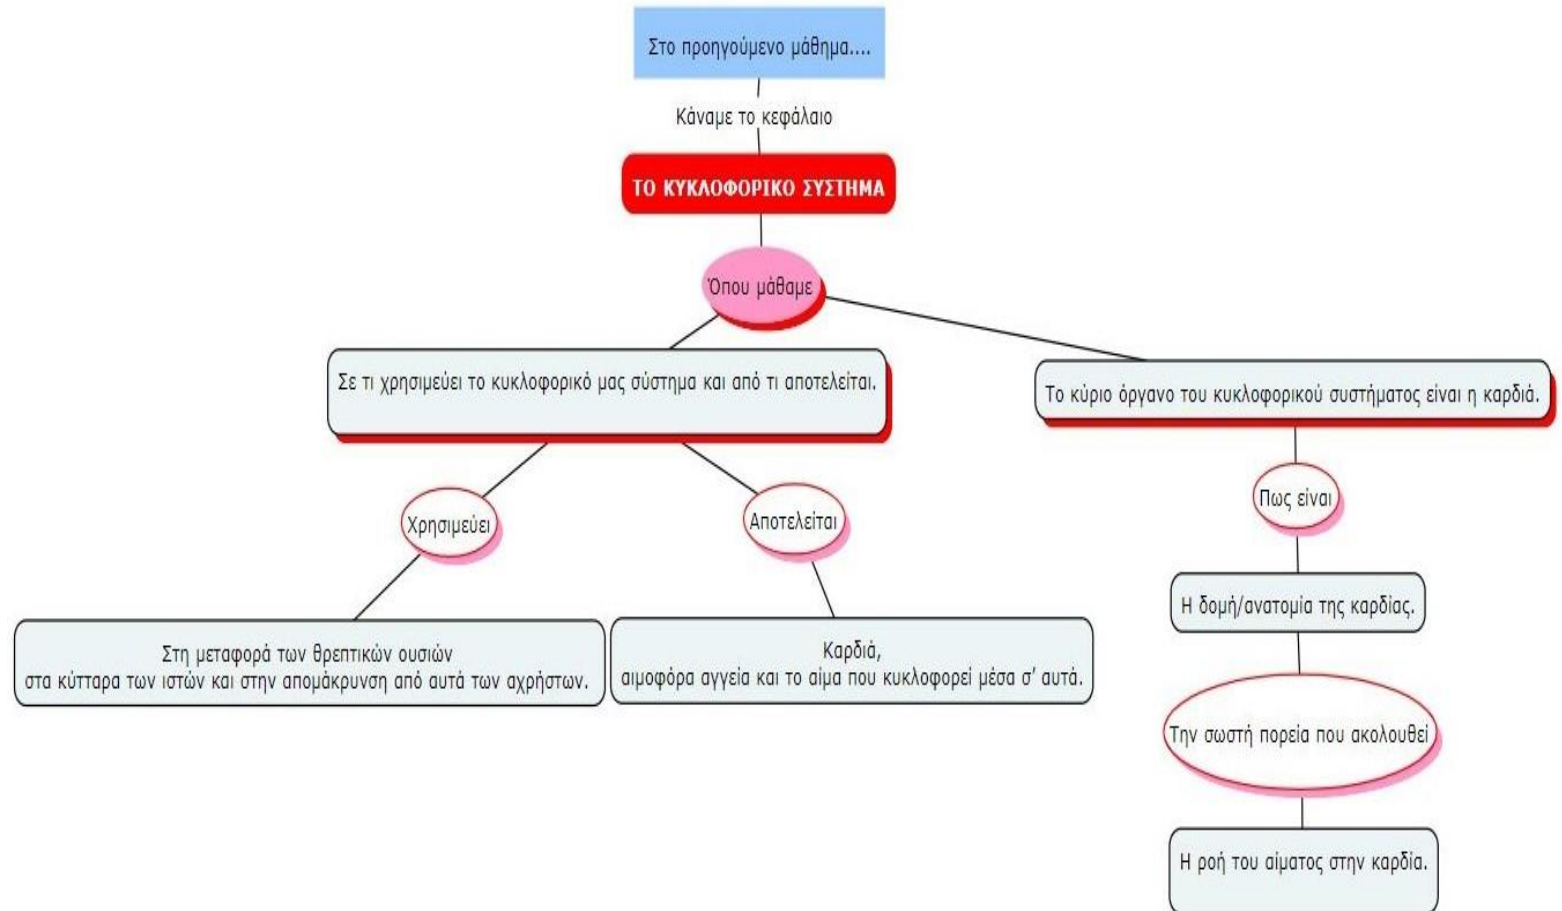 Στο προηγούμενο μάθημα....
Κάναμε το κεφάλαιο
ΤΟ ΚΥΚΛΟΦΟΡΙΚΟ ΣΥΣΤΗΜΑ
Όπου μάθαμε
Σε τι χρησιμεύει το κυκλοφορικό μας σύστημα και από τι αποτελείται.
Το κύριο όργανο του κυκλοφορικού συστήματος είναι η καρδιά.
Χρησιμεύει
Αποτελείται
Πως είναι
Στη μεταφορά των θρεπτικών ουσιών
στα κύτταρα των ιστών και στην απομάκρυνση από αυτά των αχρήστων.
Καρδιά,
αιμοφόρα αγγεία και το αίμα που κυκλοφορεί μέσα σ' αυτά.
Η δομή/ανατομία της καρδίας.
Την σωστή πορεία που ακολουθεί
Η ροή του αίματος στην καρδία.